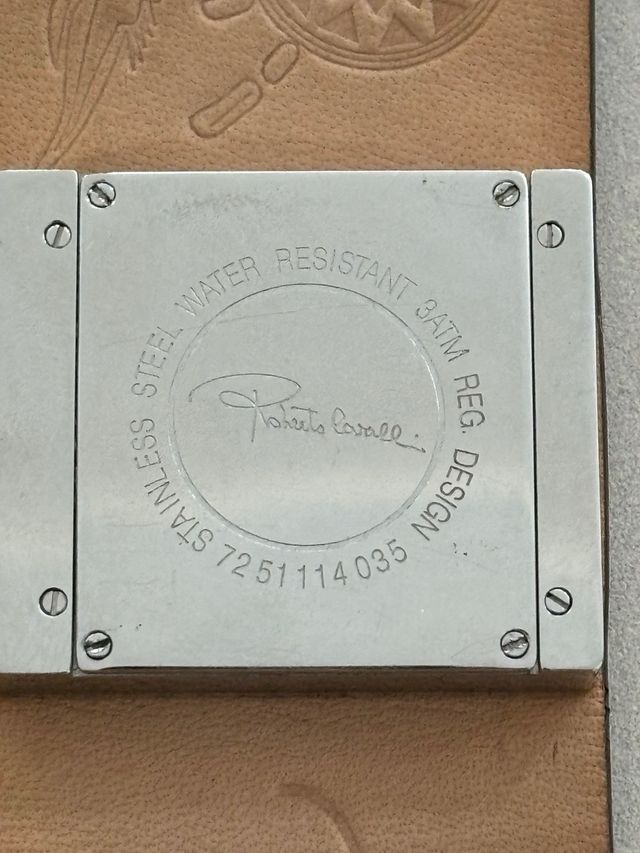 STAINLESS STEEL WATER RESISTANT 3ATM REG. DESIGN
7251114035
Roberto Cavalli